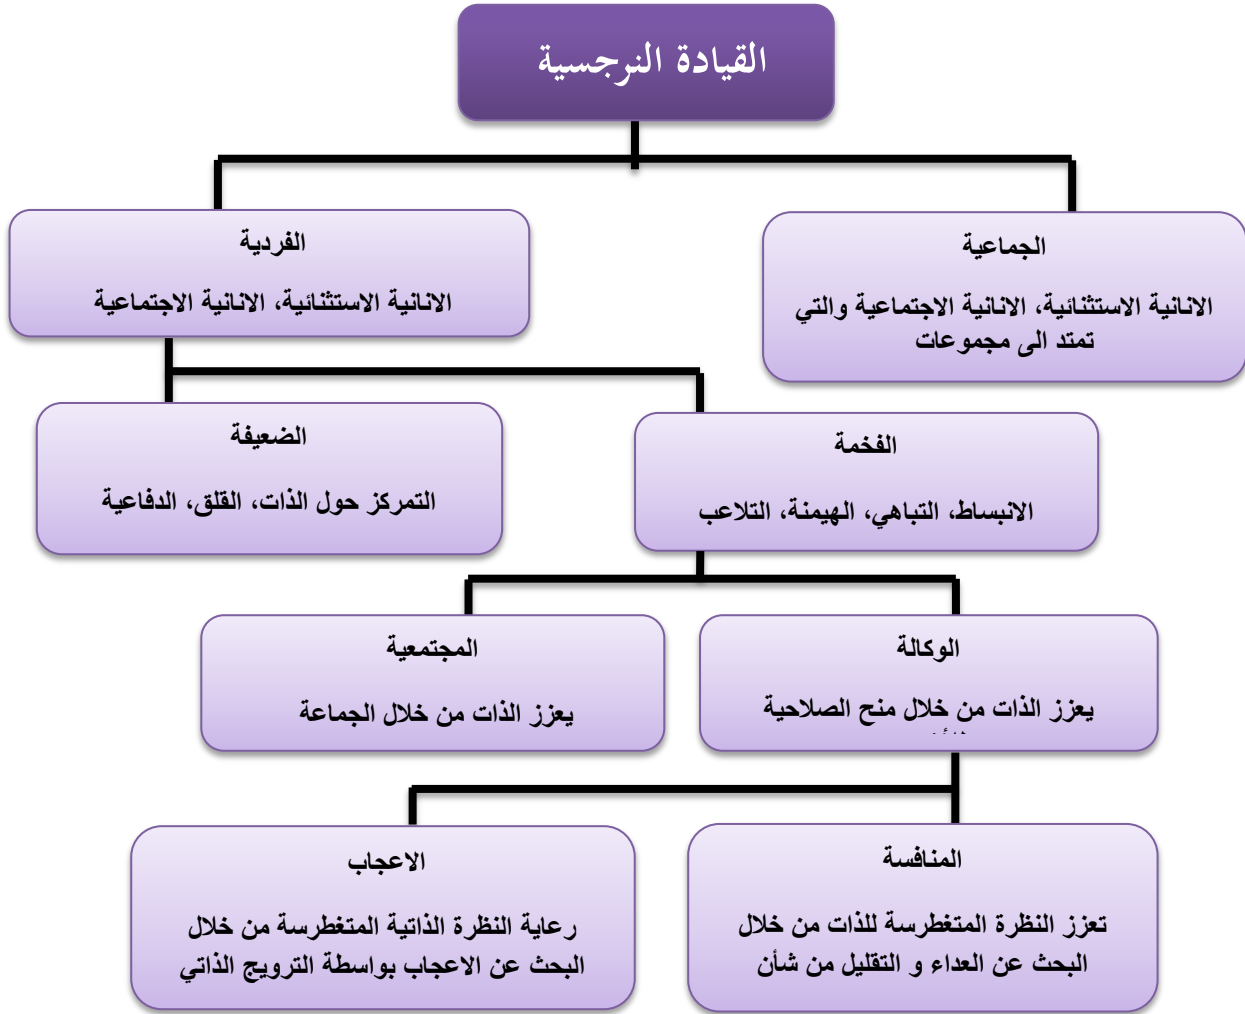 القيادة النرجسية
الجماعية
الانانية الاستثنائية، الانانية الاجتماعية والتي
تمتد الى مجموعات
الفردية
الانانية الاستثنائية، الانانية الاجتماعية
الفخمة
الانبساط، التباهي، الهيمنة، التلاعب
الضعيفة
التمركز حول الذات، القلق، الدفاعية
الوكالة
يعزز الذات من خلال منح الصلاحية
المجتمعية
يعزز الذات من خلال الجماعة
المنافسة
تعزز النظرة المتغطرسة للذات من خلال
البحث عن العداء و التقليل من شأن
الاعجاب
رعاية النظرة الذاتية المتغطرسة من خلال
البحث عن الاعجاب بواسطة الترويج الذاتي